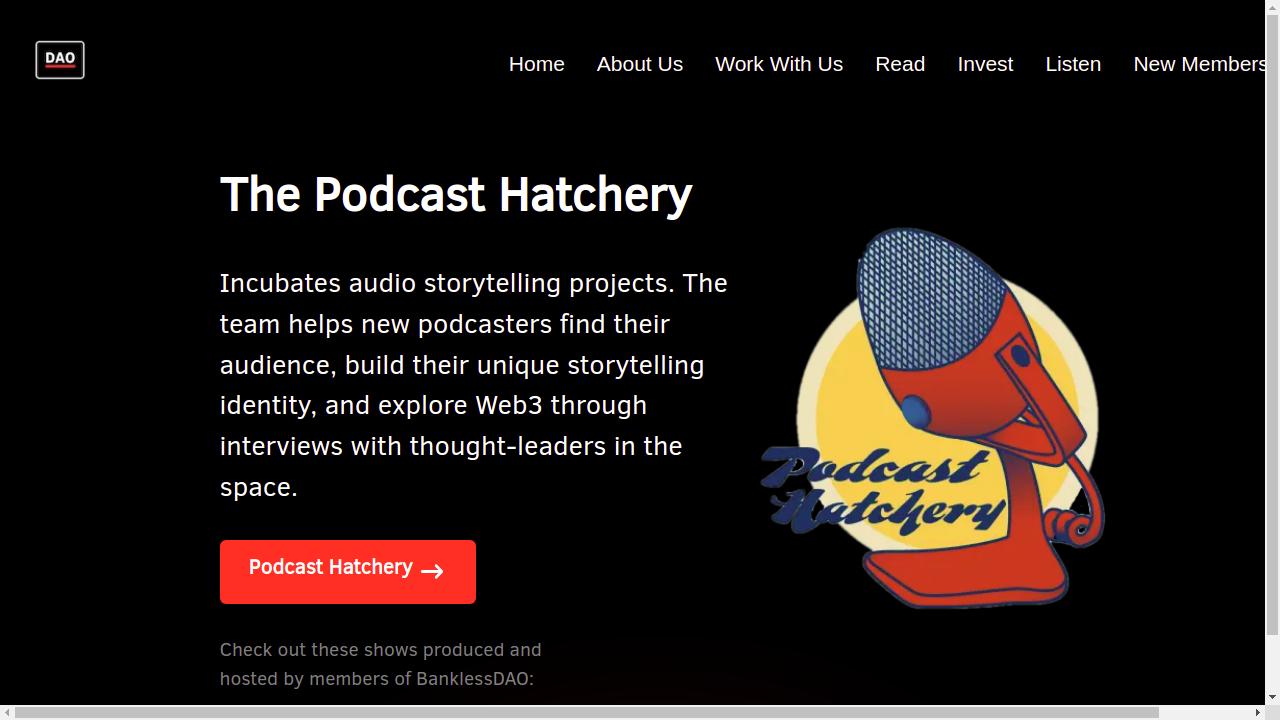 DAO
Home About Us Work With Us Read Invest Listen New Members
The Podcast Hatchery
Incubates audio storytelling projects. The
team helps new podcasters find their
audience, build their unique storytelling
identity, and explore Web3 through
interviews with thought-leaders in the
space.
Podcast
Hatchery
Podcast Hatchery →
Check out these shows produced and
hosted by members of BanklessDAO: